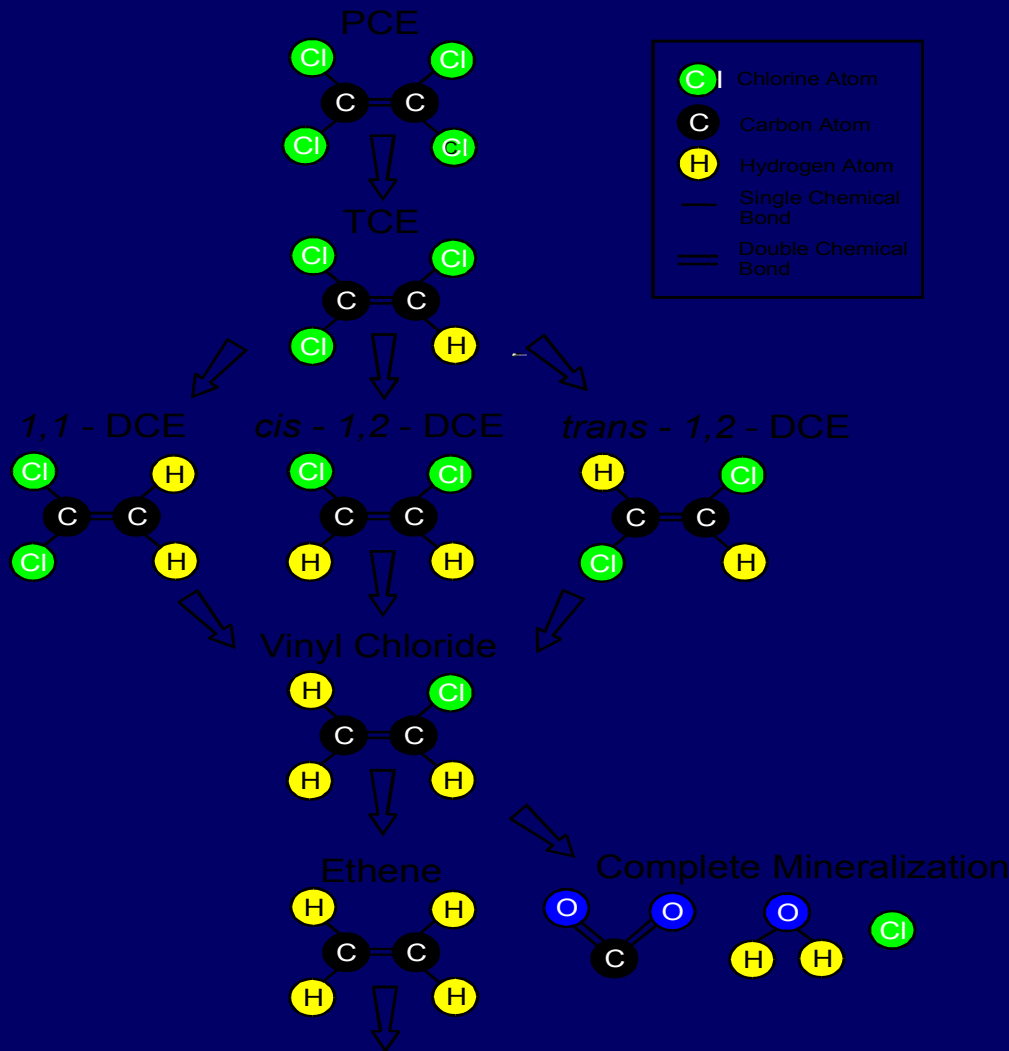 PCE
Cl Cl
C C
Cl Cl
TCE
Cl Cl
C C
Cl H
Cl Chlorine Atom
C Carbon Atom
H Hydrogen Atom
Single Chemical
Bond
Double Chemical
Bond
1,1 - DCE cis - 1,2 - DCE trans - 1,2 - DCE
Cl H Cl Cl H Cl
C C C C C C
Cl H H H Cl H
Vinyl Chloride
H Cl
C C
H H
Ethene Complete Mineralization
H H O O O Cl
C C C H H
H H